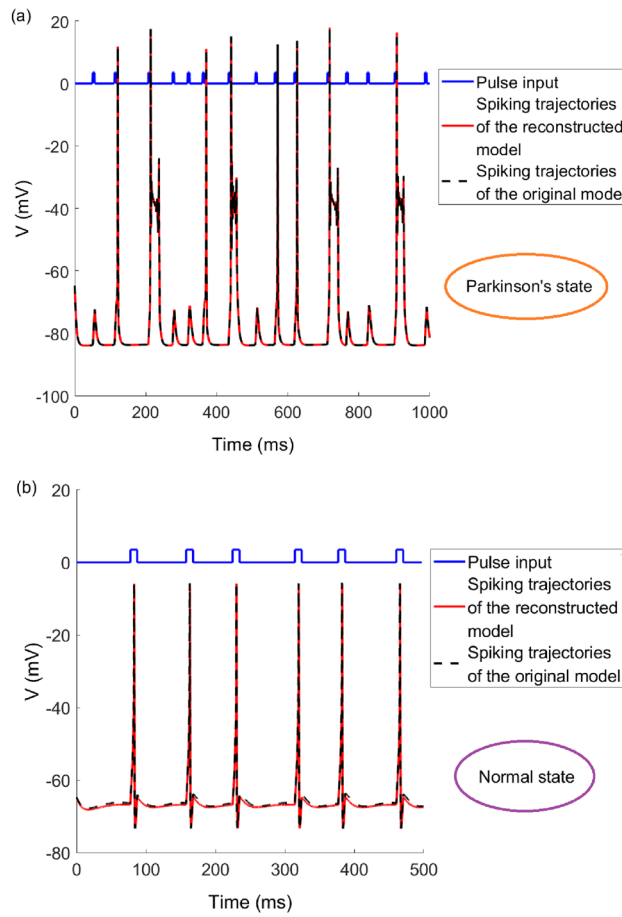 (a)
20
0
-20
-40
-60
-80
-100
V (mV)
0
200
400
600
800
1000
Time (ms)
Pulse input
Spiking trajectories
of the reconstructed
model
Spiking trajectories
of the original model
Parkinson's state
(b)
20
0
-20
-40
-60
-80
V (mV)
0
100
200
300
400
500
Time (ms)
Pulse input
Spiking trajectories
of the reconstructed
model
Spiking trajectories
of the original model
Normal state